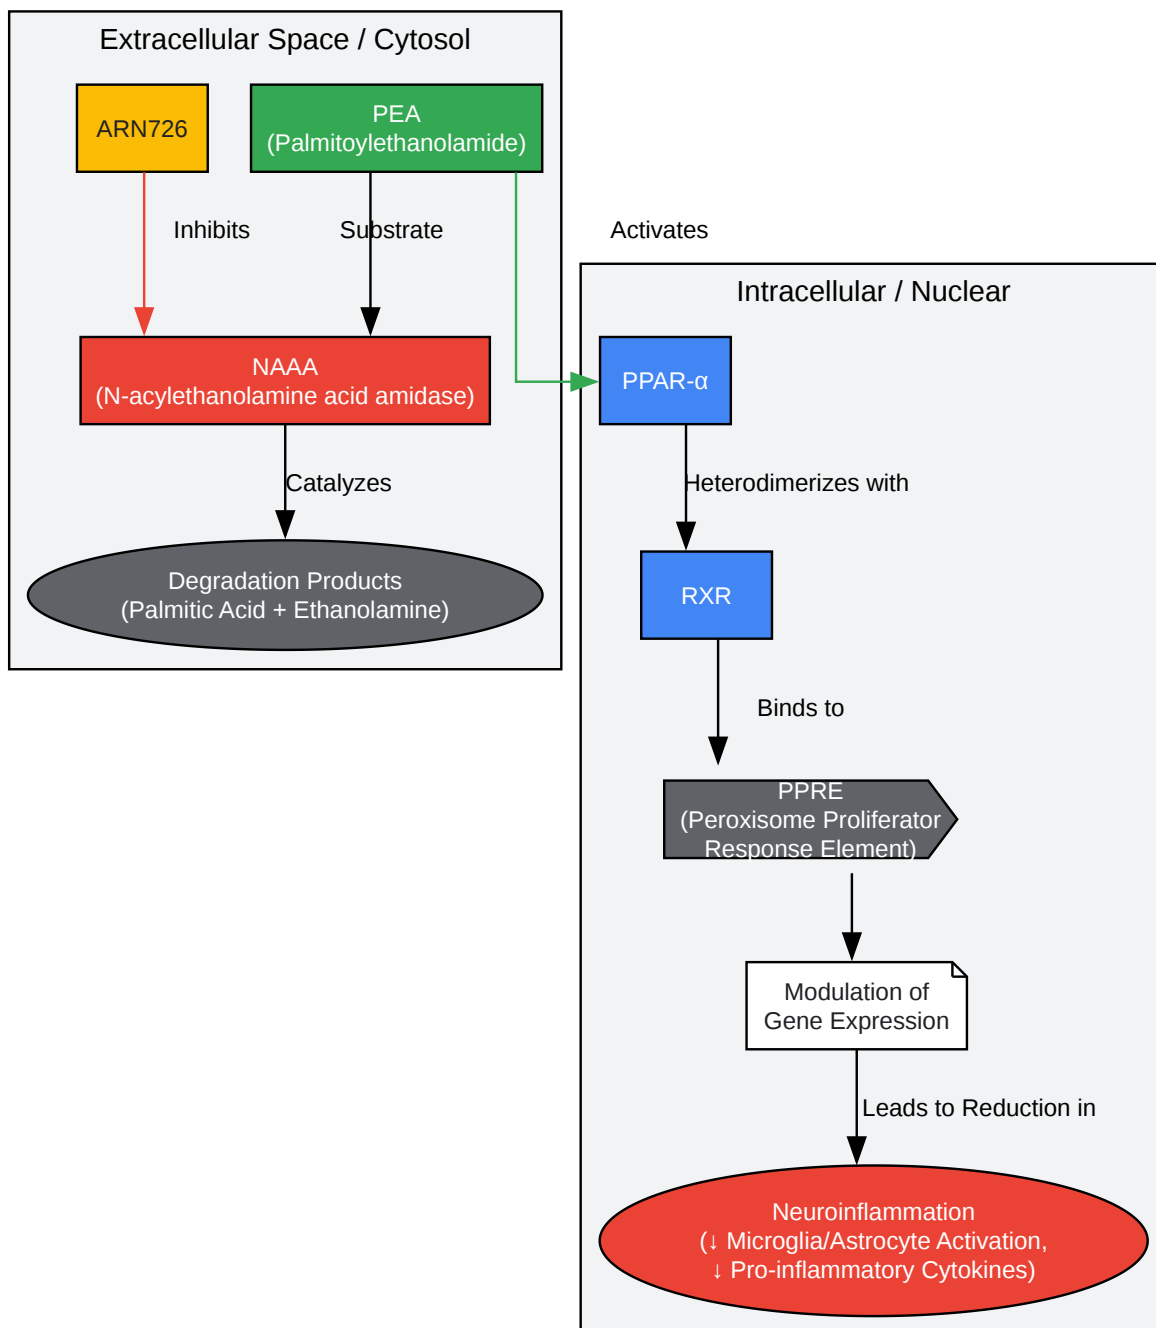 Extracellular Space / Cytosol
ARN726
PEA
(Palmitoylethanolamide)
Inhibits
Substrate
Activates
NAAA
(N-acylethanolamine acid amidase)
Catalyzes
Degradation Products
(Palmitic Acid + Ethanolamine)
Intracellular / Nuclear
PPAR-α
Heterodimerizes with
RXR
Binds to
PPRE
(Peroxisome Proliferator
Response Element)
Modulation of
Gene Expression
Leads to Reduction in
Neuroinflammation
(↓ Microglia/Astrocyte Activation,
↓ Pro-inflammatory Cytokines)